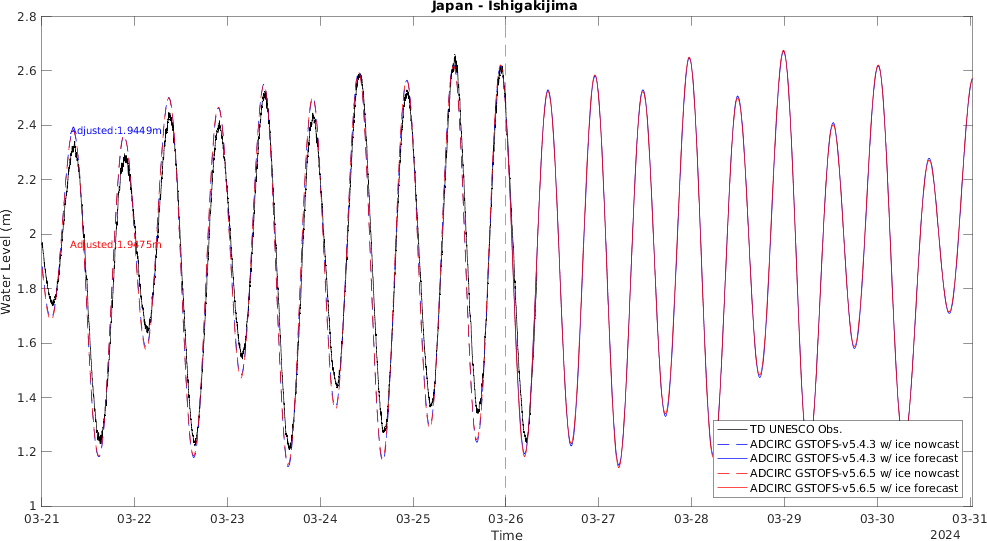 Japan - Ishigakijima
2.8
2.6
2.4
2.2
2
1.8
1.6
1.4
1.2
1
Water Level (m)
Adjusted:1.9449m
Adjusted:1.9675m
TD UNESCO Obs.
ADCIRC GSTOFS-v5.4.3 w/ ice nowcast
ADCIRC GSTOFS-v5.4.3 w/ ice forecast
ADCIRC GSTOFS-v5.6.5 w/ ice nowcast
ADCIRC GSTOFS-v5.6.5 w/ ice forecast
03-21 03-22 03-23 03-24 03-25 03-26 03-27 03-28 03-29 03-30 03-31
Time
2024